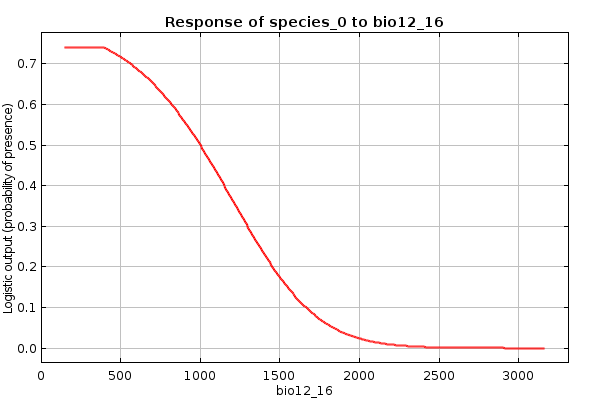 Response of species_0 to bio12_16
Logistic output (probability of presence)
0.7
0.6
0.5
0.4
0.3
0.2
0.1
0.0
0 500 1000 1500 2000 2500 3000
bio12_16